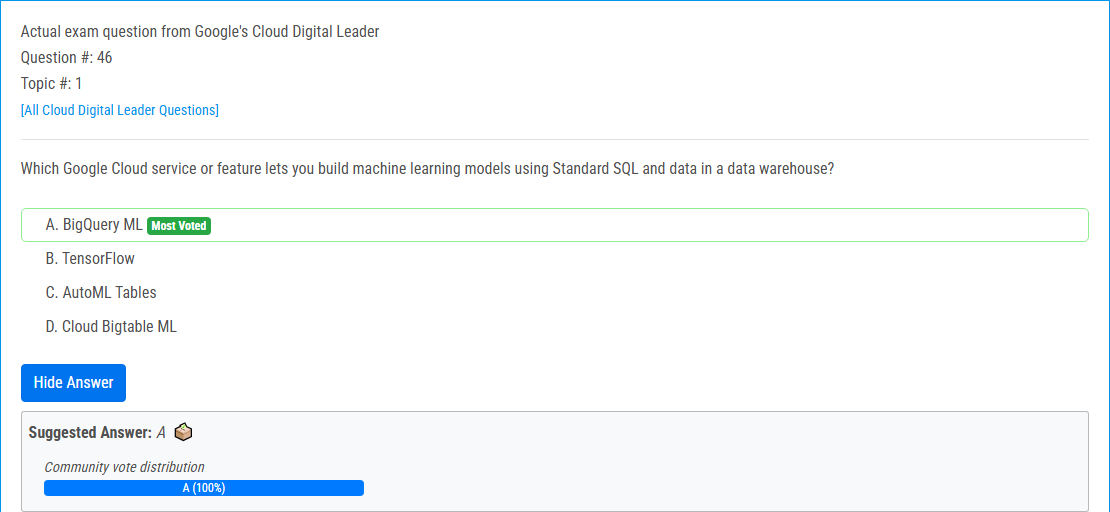 Actual exam question from Google's Cloud Digital Leader
Question #: 46
Topic #: 1
[All Cloud Digital Leader Questions]
Which Google Cloud service or feature lets you build machine learning models using Standard SQL and data in a data warehouse?
A. BigQuery ML Most Voted
B. TensorFlow
C. AutoML Tables
D. Cloud Bigtable ML
Hide Answer
Suggested Answer: A
Community vote distribution
A (100%)